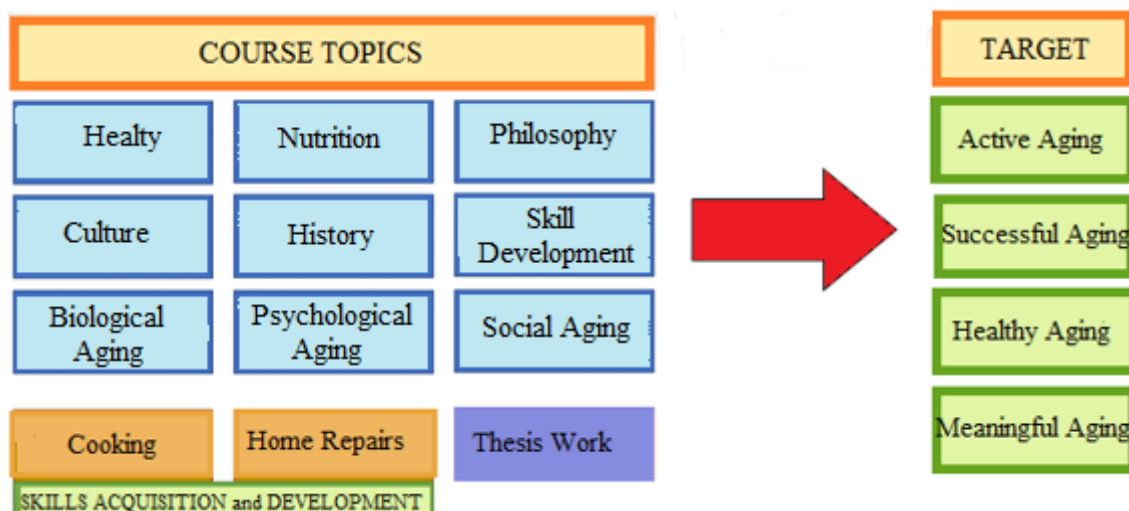 COURSE TOPICS
TARGET
Healty
Nutrition
Philosophy
Active Aging
Culture
History
Skill
Development
Successful Aging
Biological
Aging
Psychological
Aging
Social Aging
Healthy Aging
Cooking
Home Repairs
Thesis Work
Meaningful Aging
SKILLS ACQUISITION and DEVELOPMENT